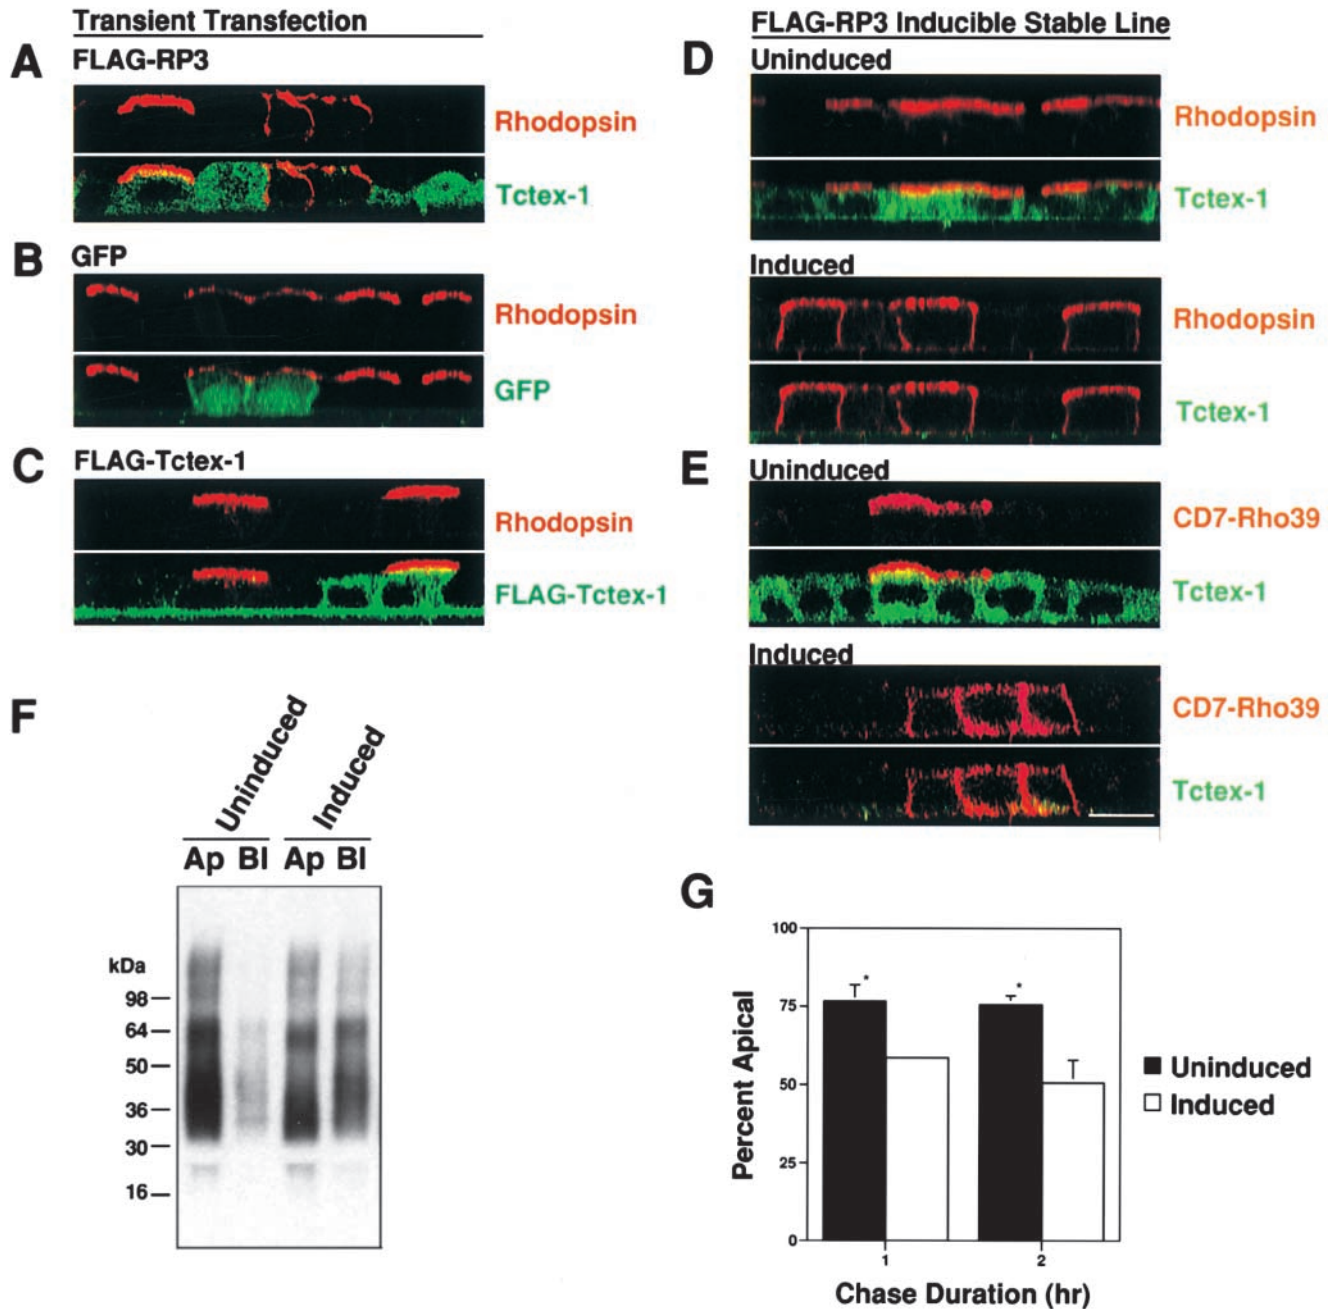 Transient Transfection
A
FLAG-RP3
Rhodopsin
Tctex-1
B
GFP
Rhodopsin
GFP
C
FLAG-Tctex-1
Rhodopsin
FLAG-Tctex-1
FLAG-RP3 Inducible Stable Line
D
Uninduced
Rhodopsin
Tctex-1
Induced
Rhodopsin
Tctex-1
E
Uninduced
CD7-Rho39
Tctex-1
Induced
CD7-Rho39
Tctex-1
F
Uninduced
Induced
Ap Bl Ap Bl
kDa
98
64
50
36
30
16
G
100
75
50
25
0
Percent Apical
* *
1 2
Chase Duration (hr)
Uninduced
Induced